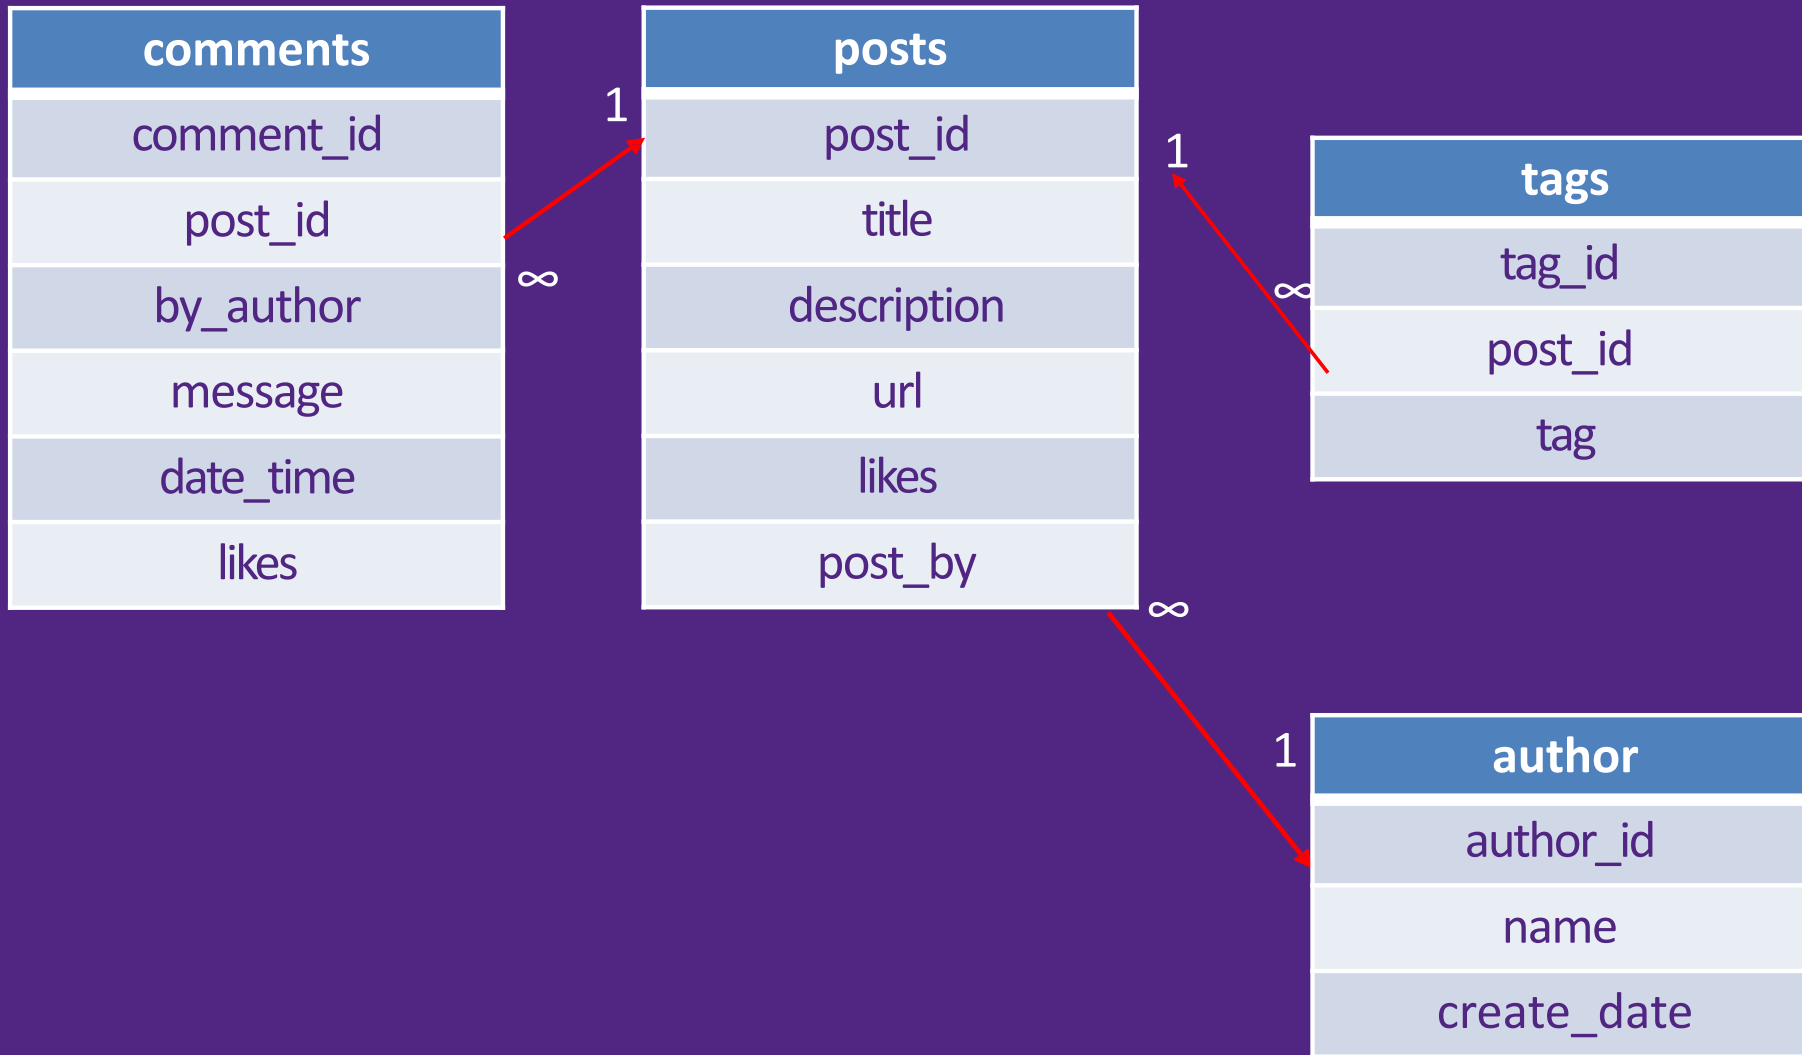 comments
comment_id
post_id
by_author
message
date_time
likes
1
∞
posts
post_id
title
description
url
likes
post_by
1
∞
∞
tags
tag_id
post_id
tag
1
author
author_id
name
create_date